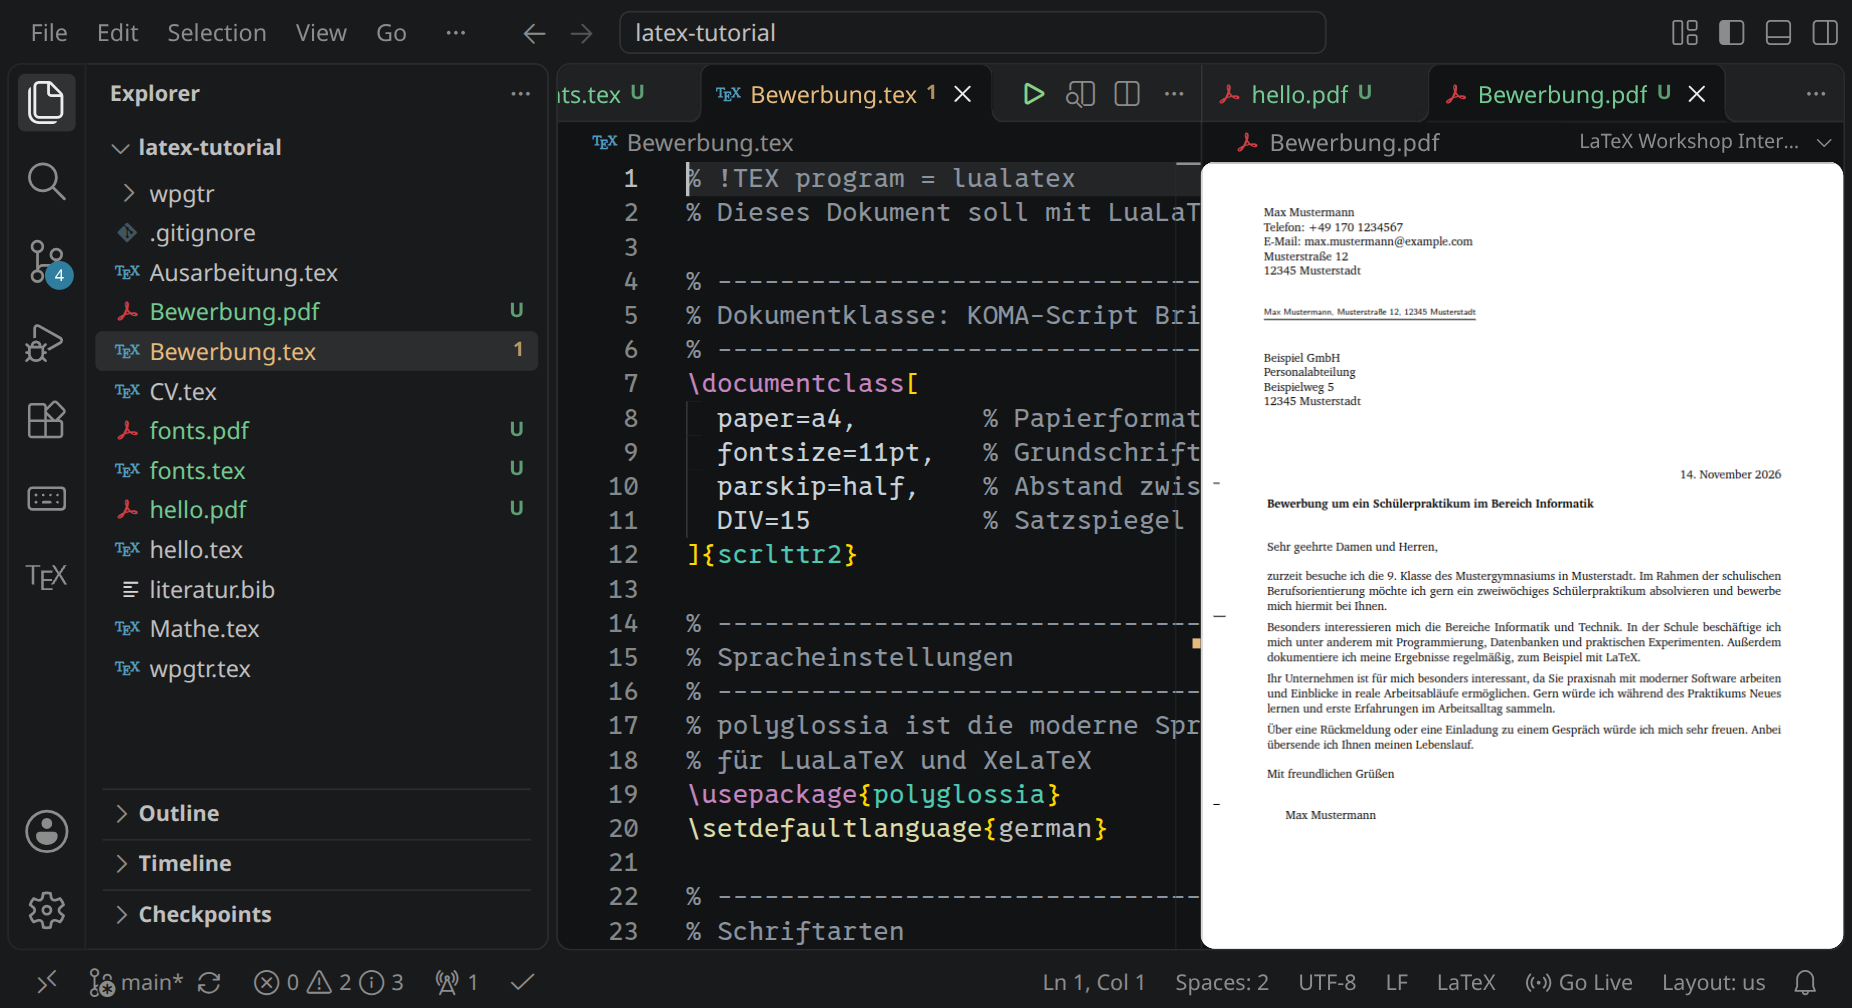 File Edit Selection View Go ··· latex-tutorial
Explorer ···
latex-tutorial
wpgtr
.gitignore
TEX Ausarbeitung.tex
Bewerbung.pdf U
TEX Bewerbung.tex 1
TEX CV.tex
fonts.pdf U
TEX fonts.tex U
hello.pdf U
TEX hello.tex
literatur.bib
TEX Mathe.tex
TEX wpgtr.tex
Outline
Timeline
Checkpoints
4
TEX
nts.tex U TEX Bewerbung.tex 1 ···
TEX Bewerbung.tex
1 % !TEX program = lualatex
2 % Dieses Dokument soll mit LuaLaT
3
4 % -------------------------------
5 % Dokumentklasse: KOMA-Script Bri
6 % -------------------------------
7 \documentclass[
8 paper=a4, % Papierformat
9 fontsize=11pt, % Grundschrift
10 parskip=half, % Abstand zwis
11 DIV=15 % Satzspiegel
12 ]{scrlttr2}
13
14 % -------------------------------
15 % Spracheinstellungen
16 % -------------------------------
17 % polyglossia ist die moderne Spr
18 % für LuaLaTeX und XeLaTeX
19 \usepackage{polyglossia}
20 \setdefaultlanguage{german}
21
22 % -------------------------------
23 % Schriftarten
hello.pdf U Bewerbung.pdf U ···
Bewerbung.pdf LaTeX Workshop Inter...
Max Mustermann
Telefon: +49 170 1234567
E-Mail: max.mustermann@example.com
Musterstraße 12
12345 Musterstadt
Max Mustermann, Musterstraße 12, 12345 Musterstadt
Beispiel GmbH
Personalabteilung
Beispielweg 5
12345 Musterstadt
14. November 2026
Bewerbung um ein Schülerpraktikum im Bereich Informatik
Sehr geehrte Damen und Herren,
zurzeit besuche ich die 9. Klasse des Mustergymnasiums in Musterstadt. Im Rahmen der schulischen
Berufsorientierung möchte ich gern ein zweiwöchiges Schülerpraktikum absolvieren und bewerbe
mich hiermit bei Ihnen.
Besonders interessieren mich die Bereiche Informatik und Technik. In der Schule beschäftige ich
mich unter anderem mit Programmierung, Datenbanken und praktischen Experimenten. Außerdem
dokumentiere ich meine Ergebnisse regelmäßig, zum Beispiel mit LaTeX.
Ihr Unternehmen ist für mich besonders interessant, da Sie praxisnah mit moderner Software arbeiten
und Einblicke in reale Arbeitsabläufe ermöglichen. Gern würde ich während des Praktikums Neues
lernen und erste Erfahrungen im Arbeitsalltag sammeln.
Über eine Rückmeldung oder eine Einladung zu einem Gespräch würde ich mich sehr freuen. Anbei
übersende ich Ihnen meinen Lebenslauf.
Mit freundlichen Grüßen
Max Mustermann
main* 0 2 3 1 Ln 1, Col 1 Spaces: 2 UTF-8 LF LaTeX Go Live Layout: us